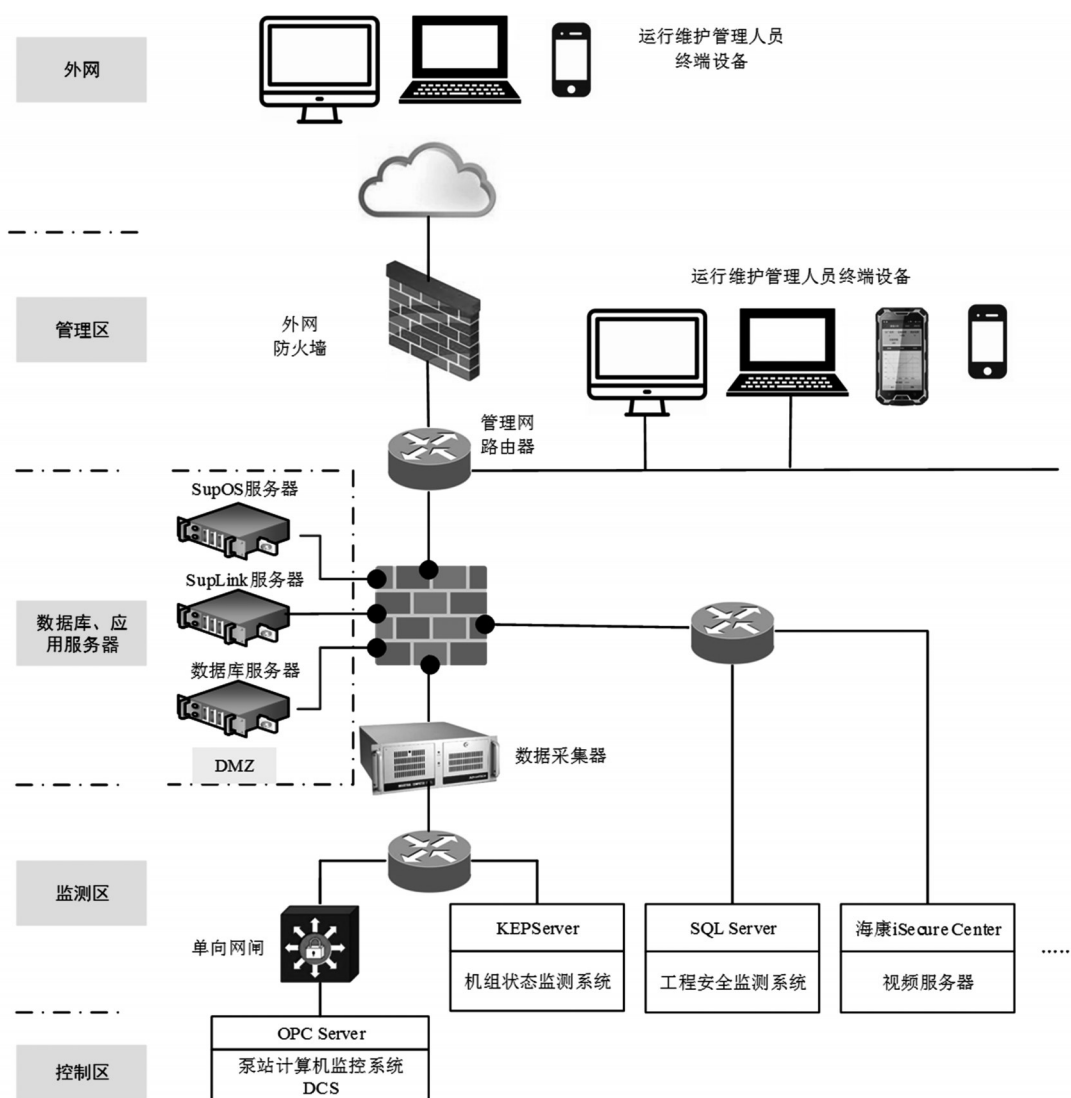 外网
运行维护管理人员
终端设备
管理区
外网
防火墙
运行维护管理人员终端设备
管理网
路由器
SupOS服务器
SupLink服务器
数据库、应
用服务器
数据库服务器
DMZ
数据采集器
监测区
单向网闸
KEPServer
机组状态监测系统
SQL Server
工程安全监测系统
海康iSecure Center
视频服务器
......
控制区
OPC Server
泵站计算机监控系统
DCS